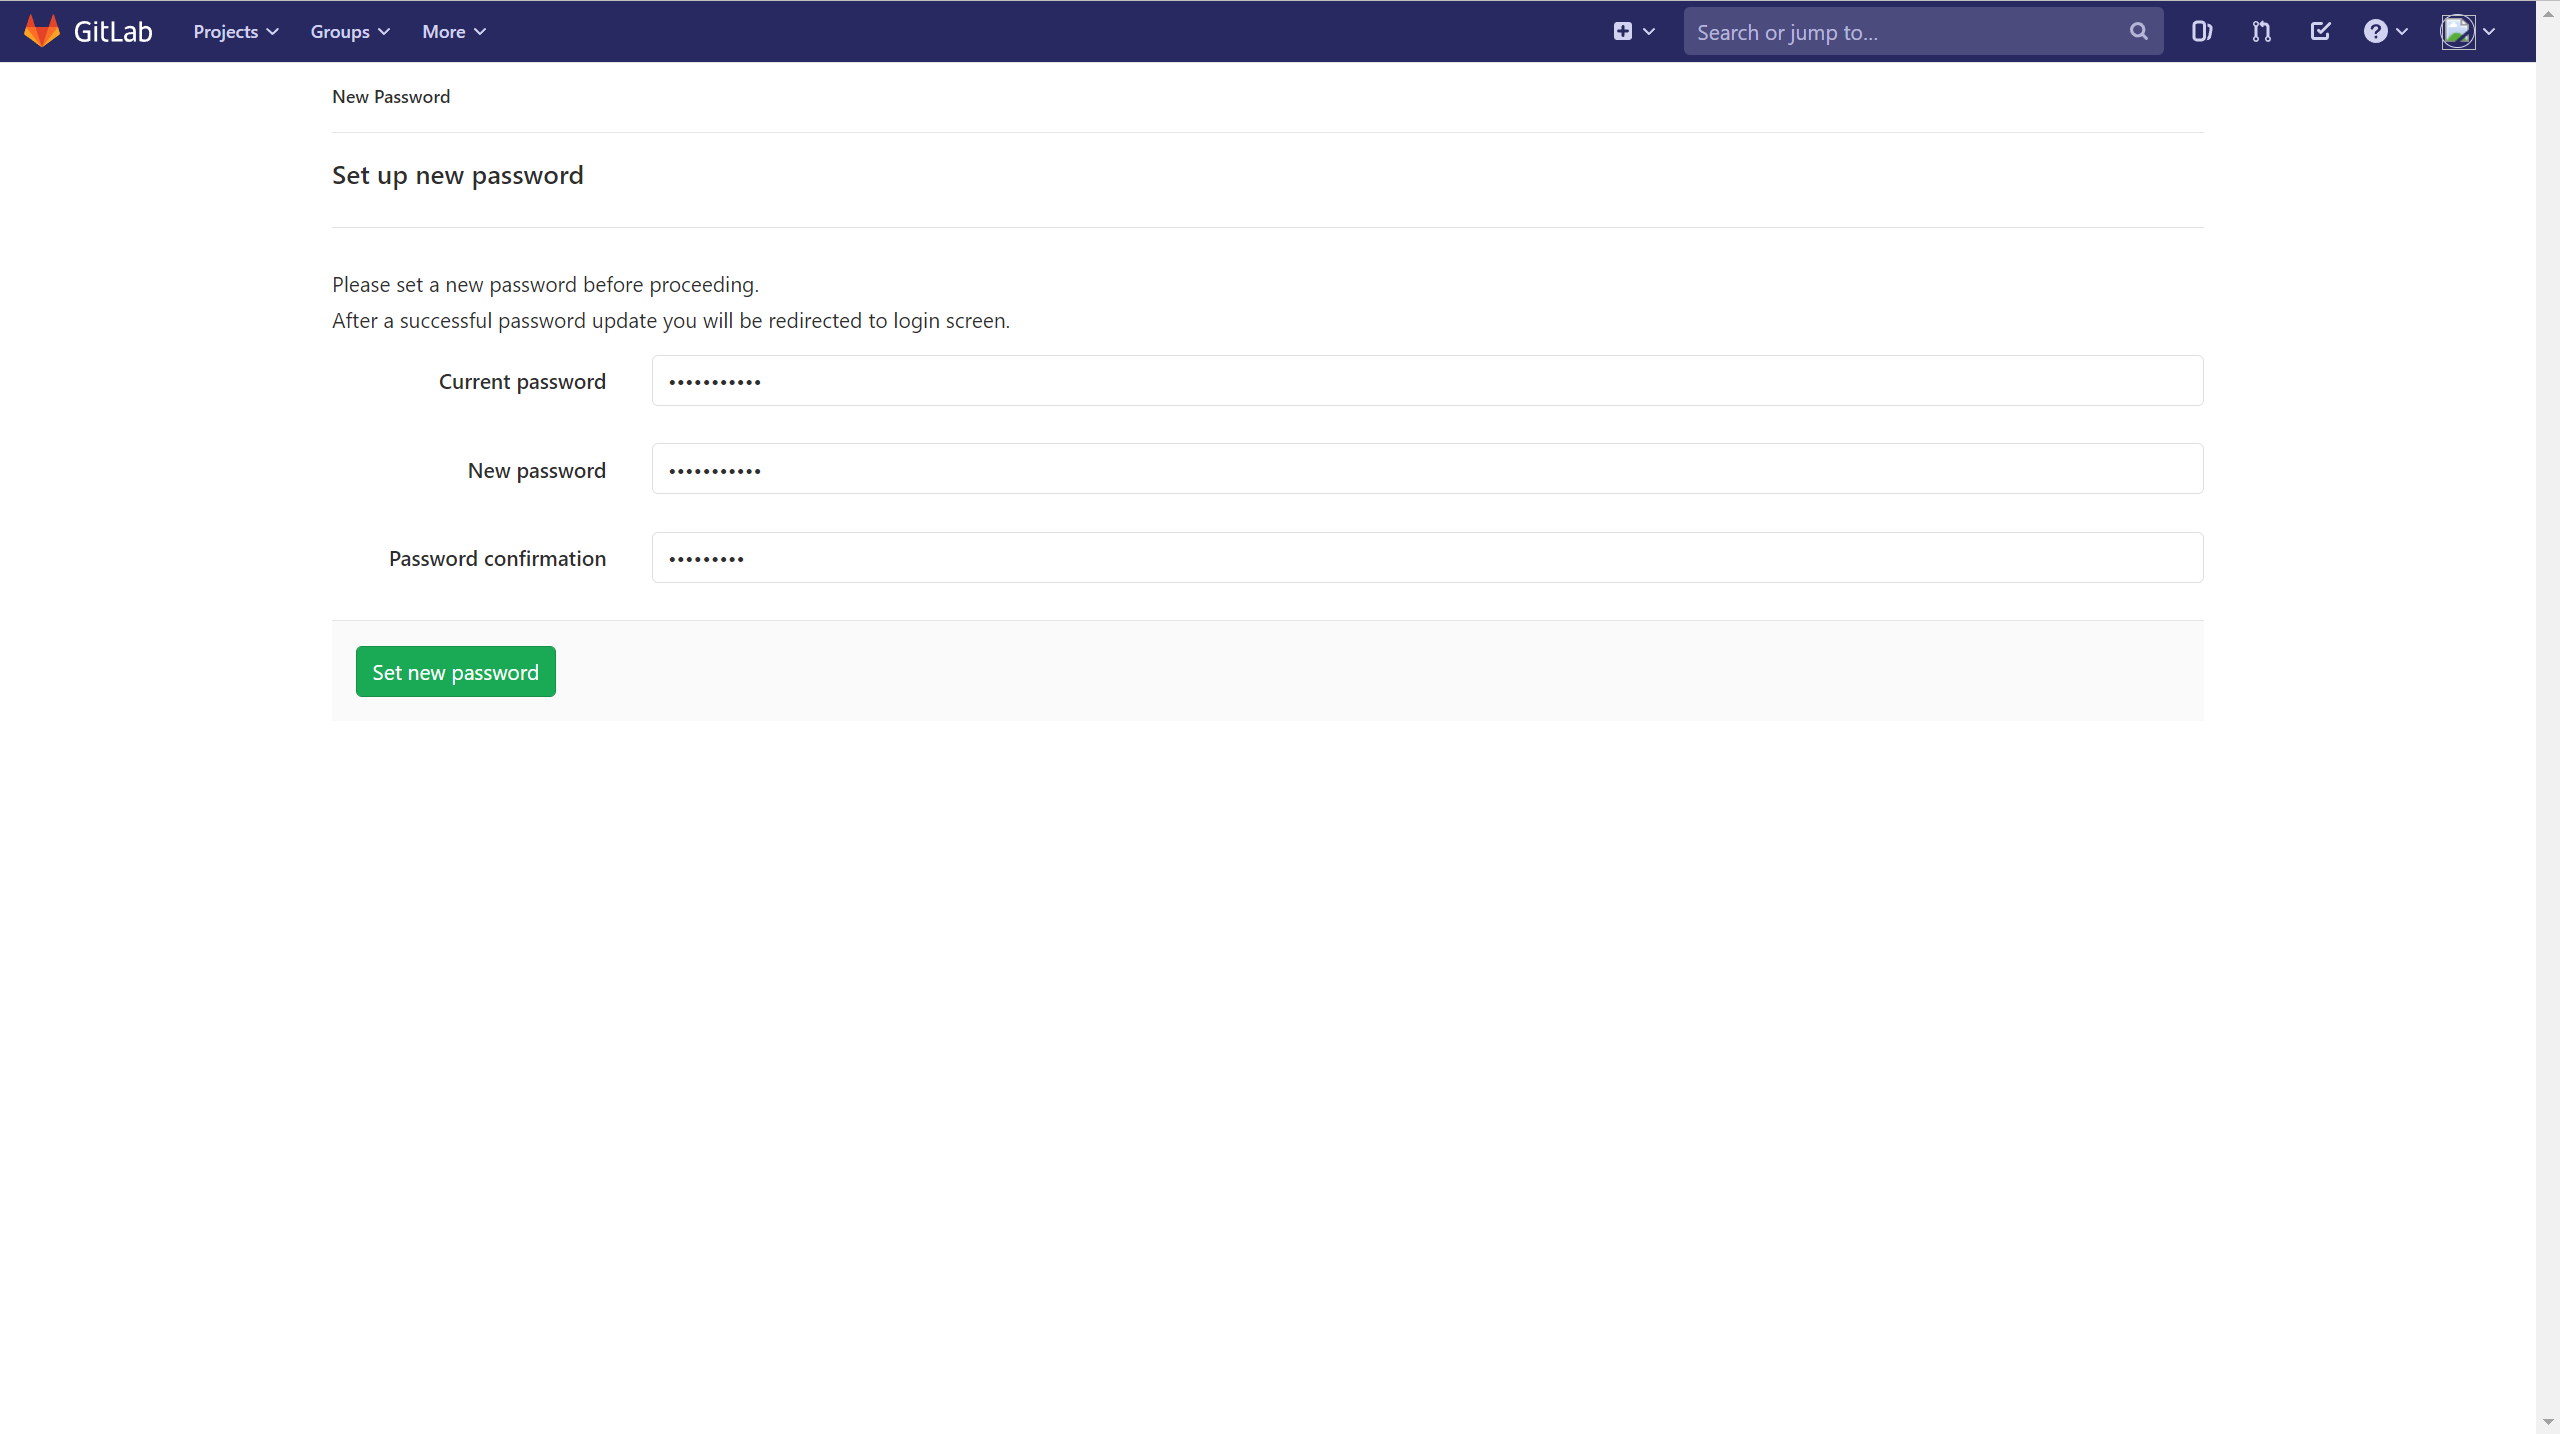 GitLab Projects Groups More Search or jump to...
New Password
Set up new password
Please set a new password before proceeding.
After a successful password update you will be redirected to login screen.
Current password •••••••••••
New password •••••••••••
Password confirmation •••••••••
Set new password